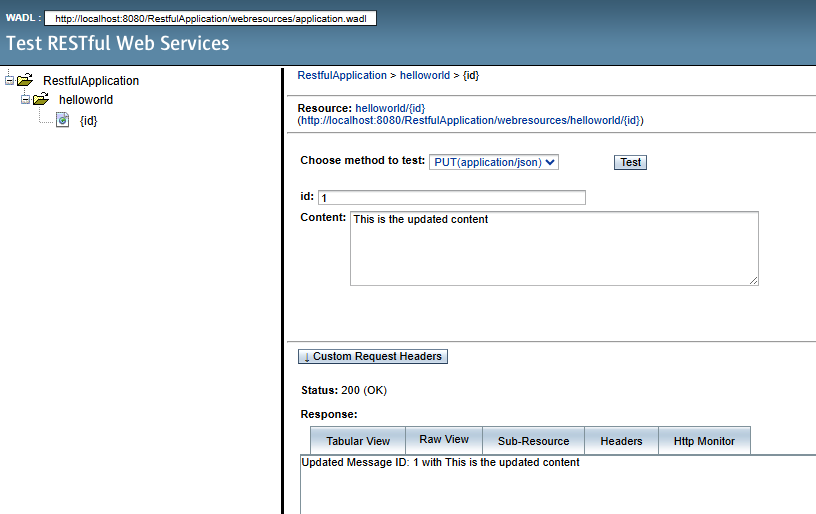 WADL : http://localhost:8080/RestfulApplication/webresources/application.wadl
Test RESTful Web Services
RestfulApplication
helloworld
{id}
RestfulApplication > helloworld > {id}
Resource: helloworld/{id}
(http://localhost:8080/RestfulApplication/webresources/helloworld/{id})
Choose method to test: PUT(application/json) Test
id: 1
Content: This is the updated content
↓ Custom Request Headers
Status: 200 (OK)
Response:
Tabular View Raw View Sub-Resource Headers Http Monitor
Updated Message ID: 1 with This is the updated content